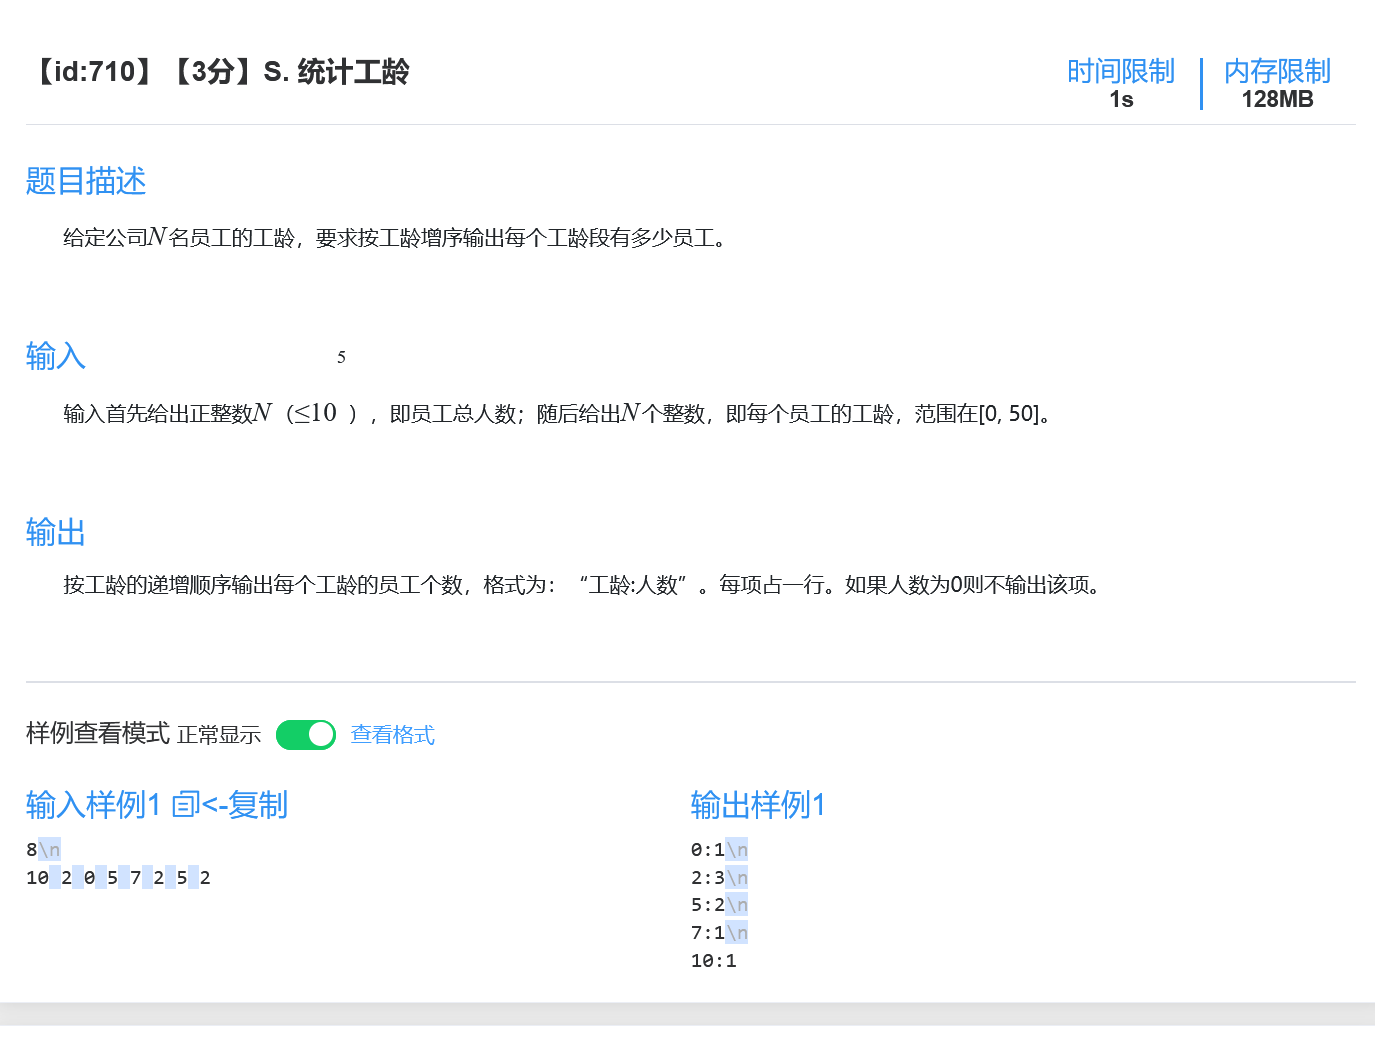 【id:710】【3分】S. 统计工龄
时间限制
1s
内存限制
128MB
题目描述
给定公司N名员工的工龄，要求按工龄增序输出每个工龄段有多少员工。
输入
5
输入首先给出正整数N（≤10 ），即员工总人数；随后给出N个整数，即每个员工的工龄，范围在[0, 50]。
输出
按工龄的递增顺序输出每个工龄的员工个数，格式为：“工龄:人数”。每项占一行。如果人数为0则不输出该项。
样例查看模式 正常显示 查看格式
输入样例1 <-复制
8\n
10 2 0 5 7 2 5 2
输出样例1
0:1\n
2:3\n
5:2\n
7:1\n
10:1